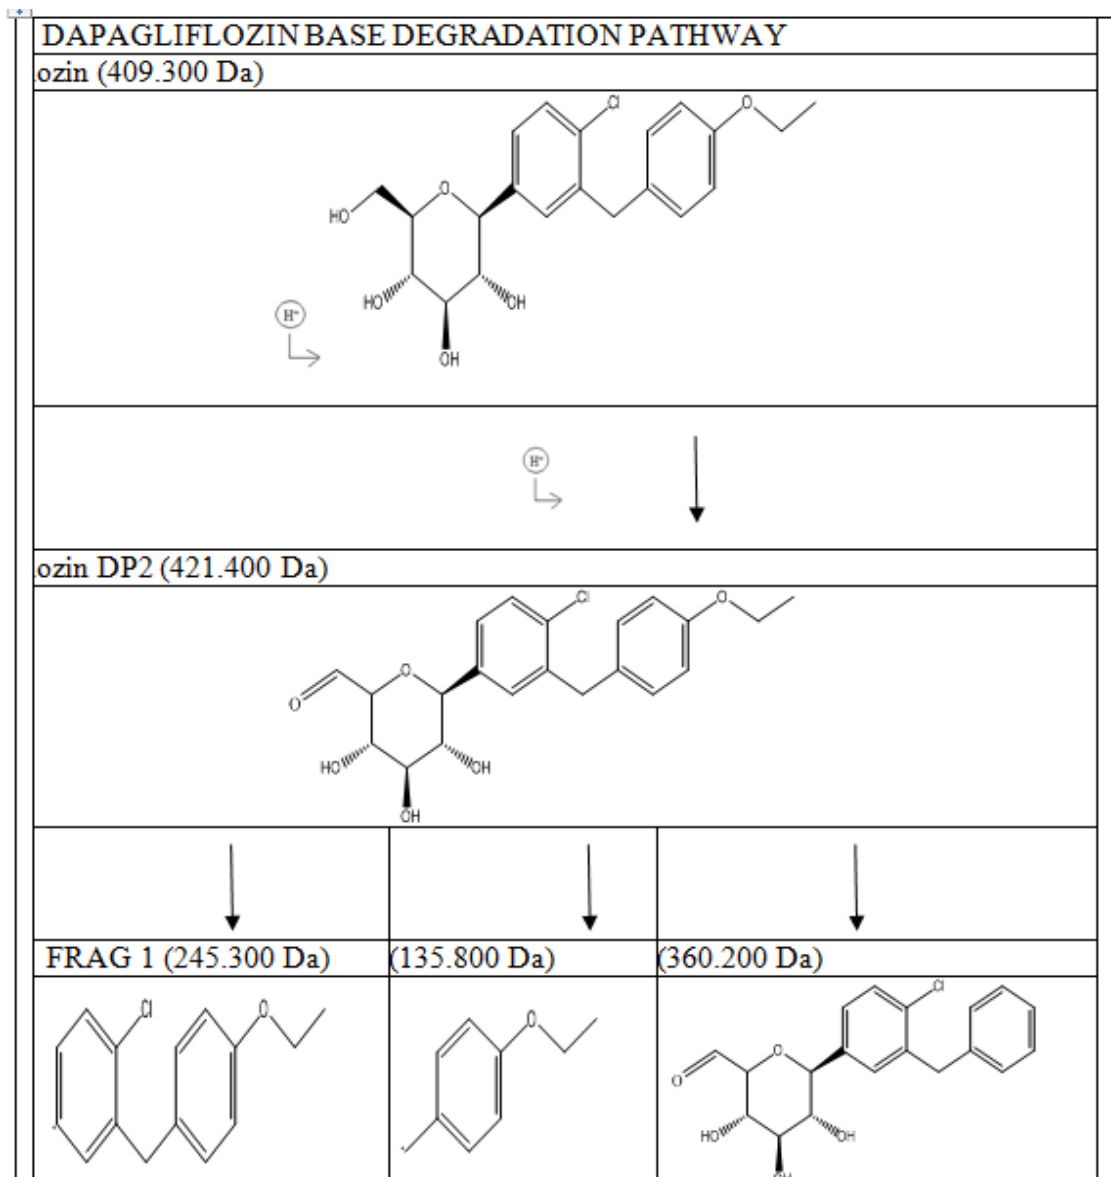 DAPAGLIFLOZIN BASE DEGRADATION PATHWAY
ozin (409.300 Da)
Cl
O
O
HO
HO
OH
OH
H⁺
H⁺
ozin DP2 (421.400 Da)
Cl
O
O
O
HO
OH
OH
FRAG 1 (245.300 Da) (135.800 Da) (360.200 Da)
Cl
O
O
Cl
O
O
HO
OH
OH